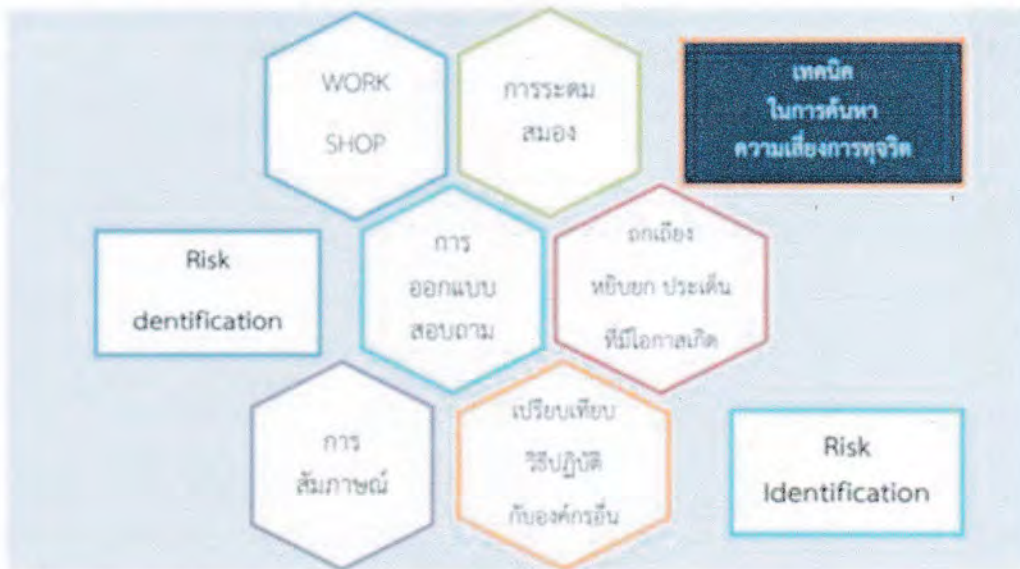 WORK
SHOP
การระดม
สมอง
เทคนิค
ในการค้นหา
ความเสี่ยงการทุจริต
Risk
dentification
การ
ออกแบบ
สอบถาม
ถกเถียง
หยิบยก ประเด็น
ที่มีโอกาสเกิด
การ
สัมภาษณ์
เปรียบเทียบ
วิธีปฏิบัติ
กับองค์กรอื่น
Risk
Identification